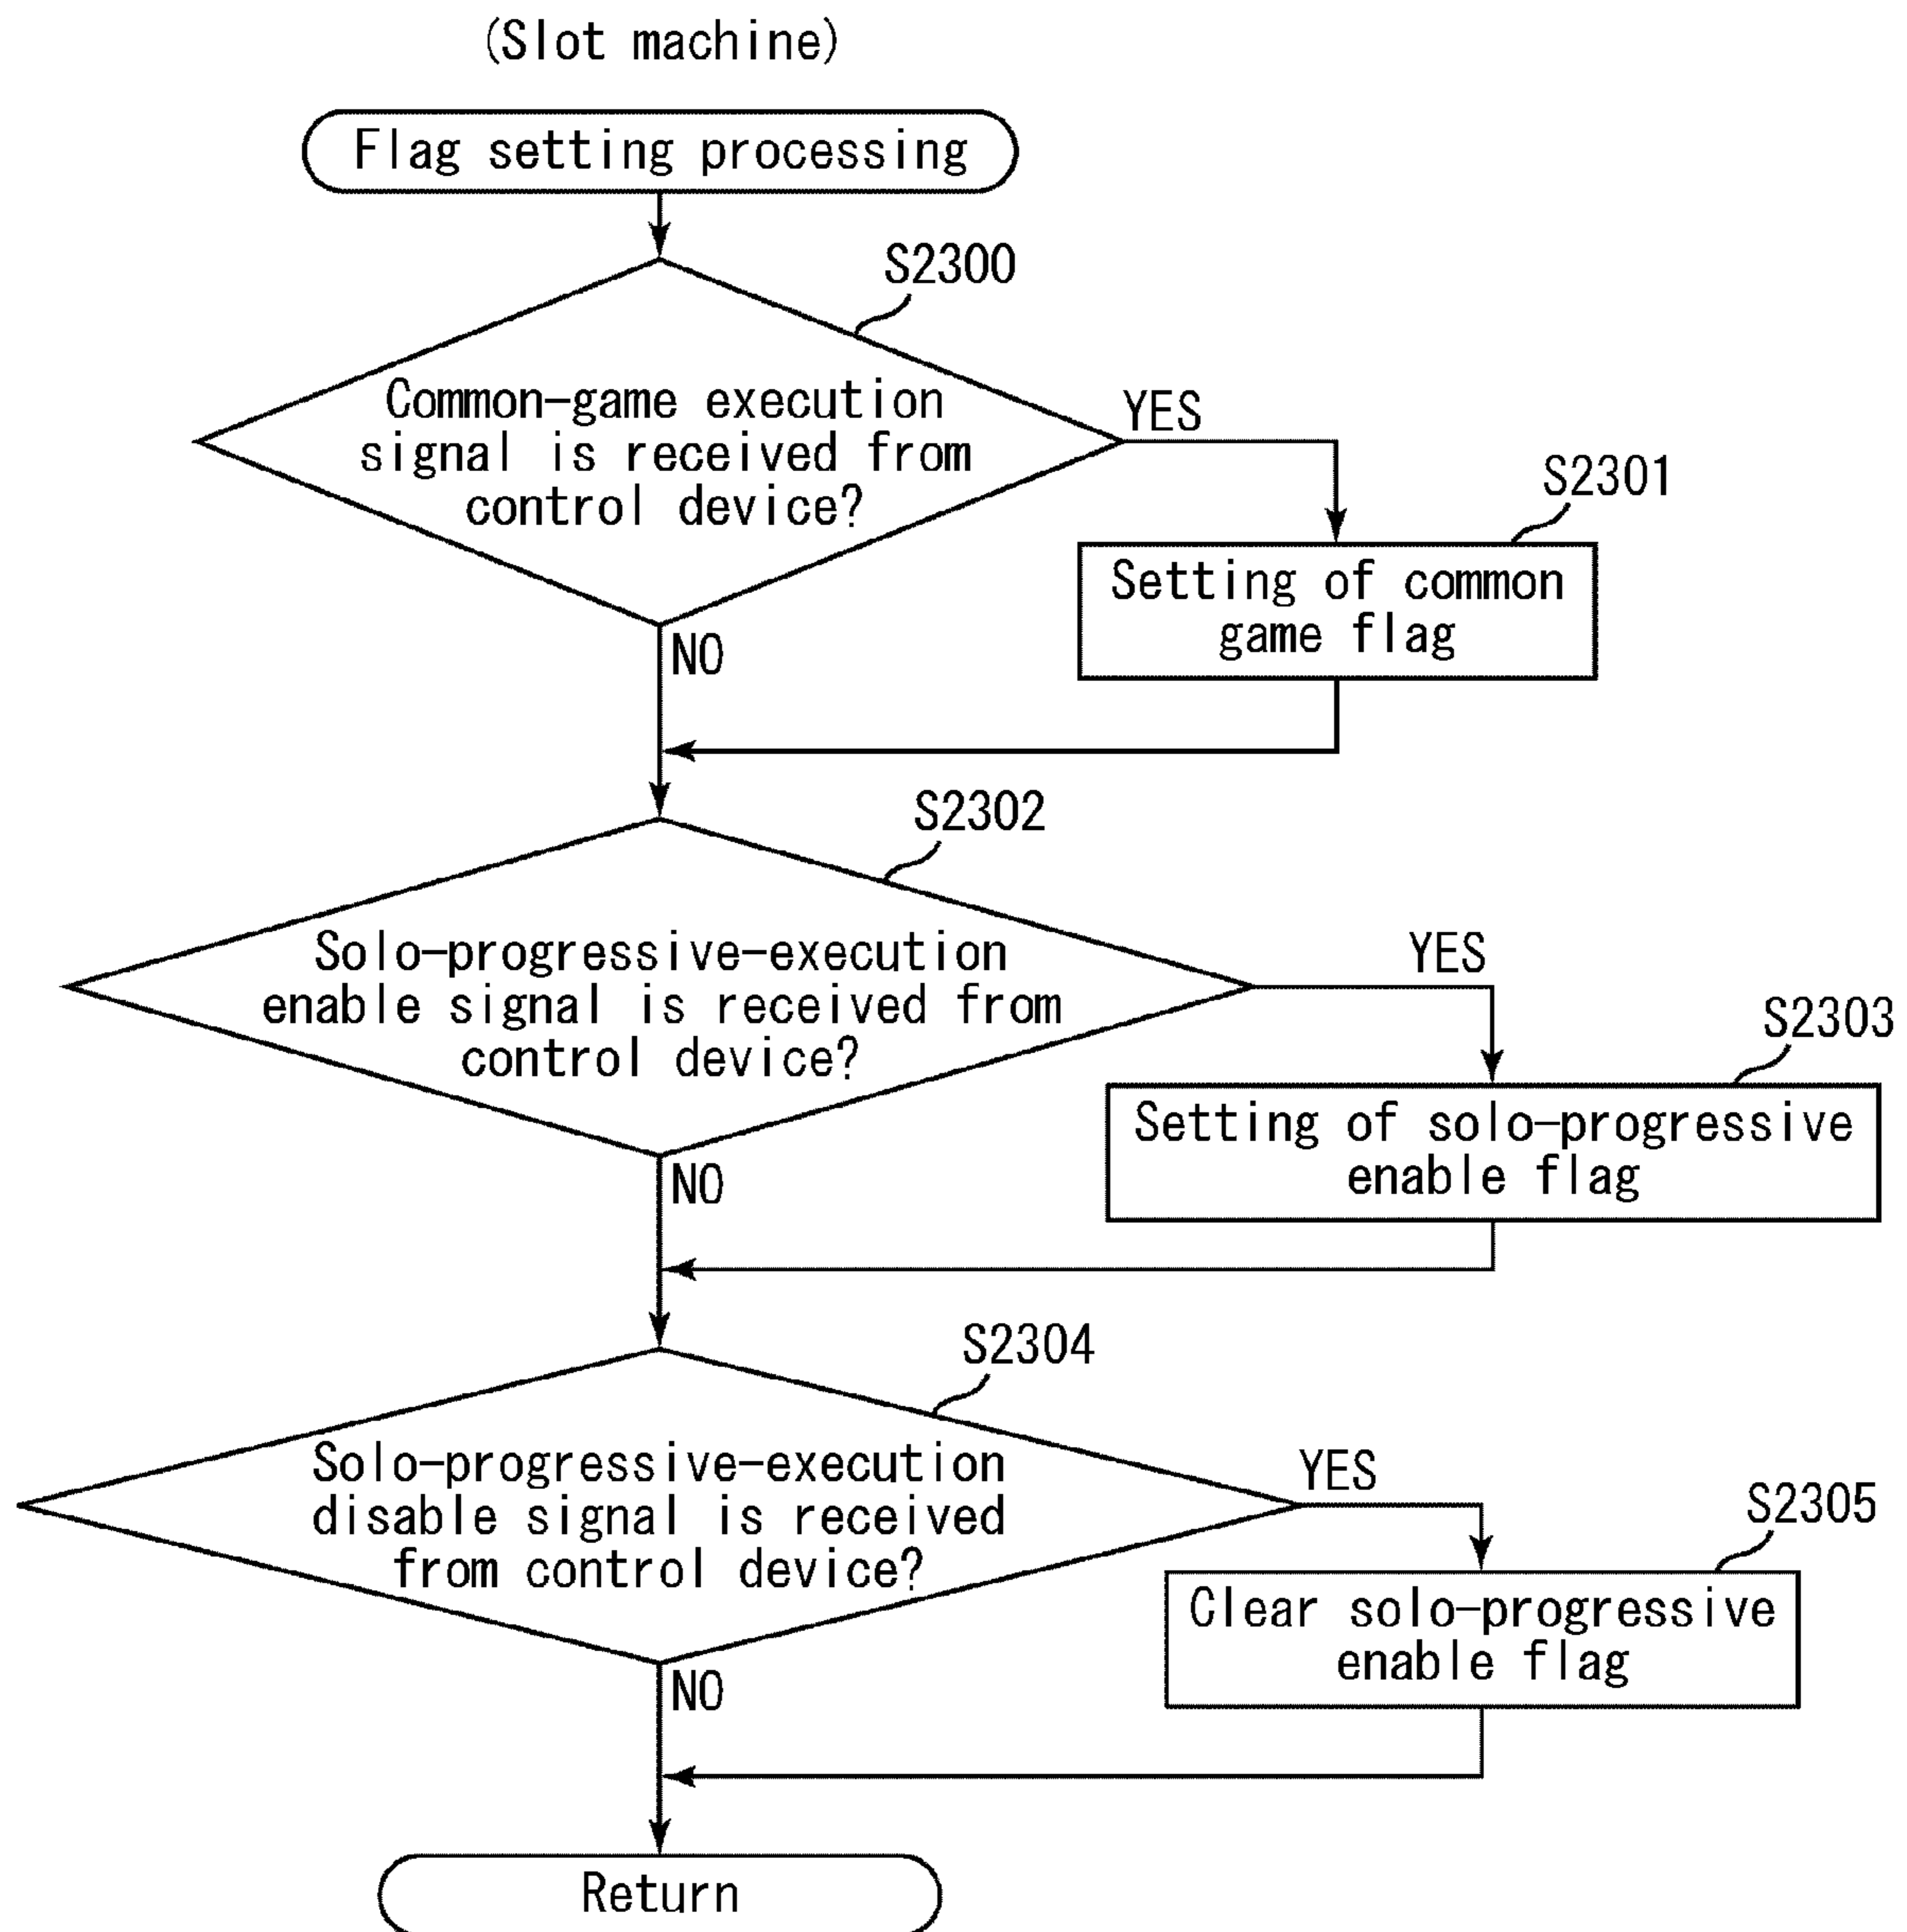 (Slot machine)
Flag setting processing
S2300
Common-game execution
signal is received from
control device?
YES
S2301
Setting of common
game flag
NO
S2302
Solo-progressive-execution
enable signal is received from
control device?
YES
S2303
Setting of solo-progressive
enable flag
NO
S2304
Solo-progressive-execution
disable signal is received
from control device?
YES
S2305
Clear solo-progressive
enable flag
NO
Return